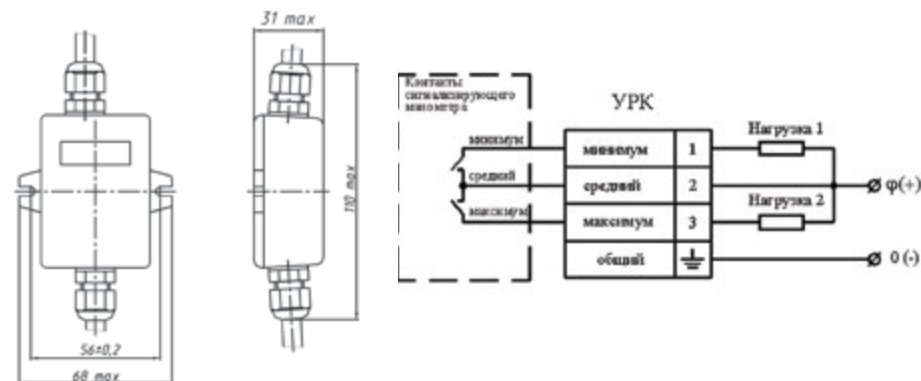 31 max
110 max
56±0,2
68 max
Контакты
сигнализирующего
манометра
УРК
минимум
средний
максимум
минимум 1
средний 2
максимум 3
общий
Нагрузка 1
Нагрузка 2
φ(+)
0 (-)